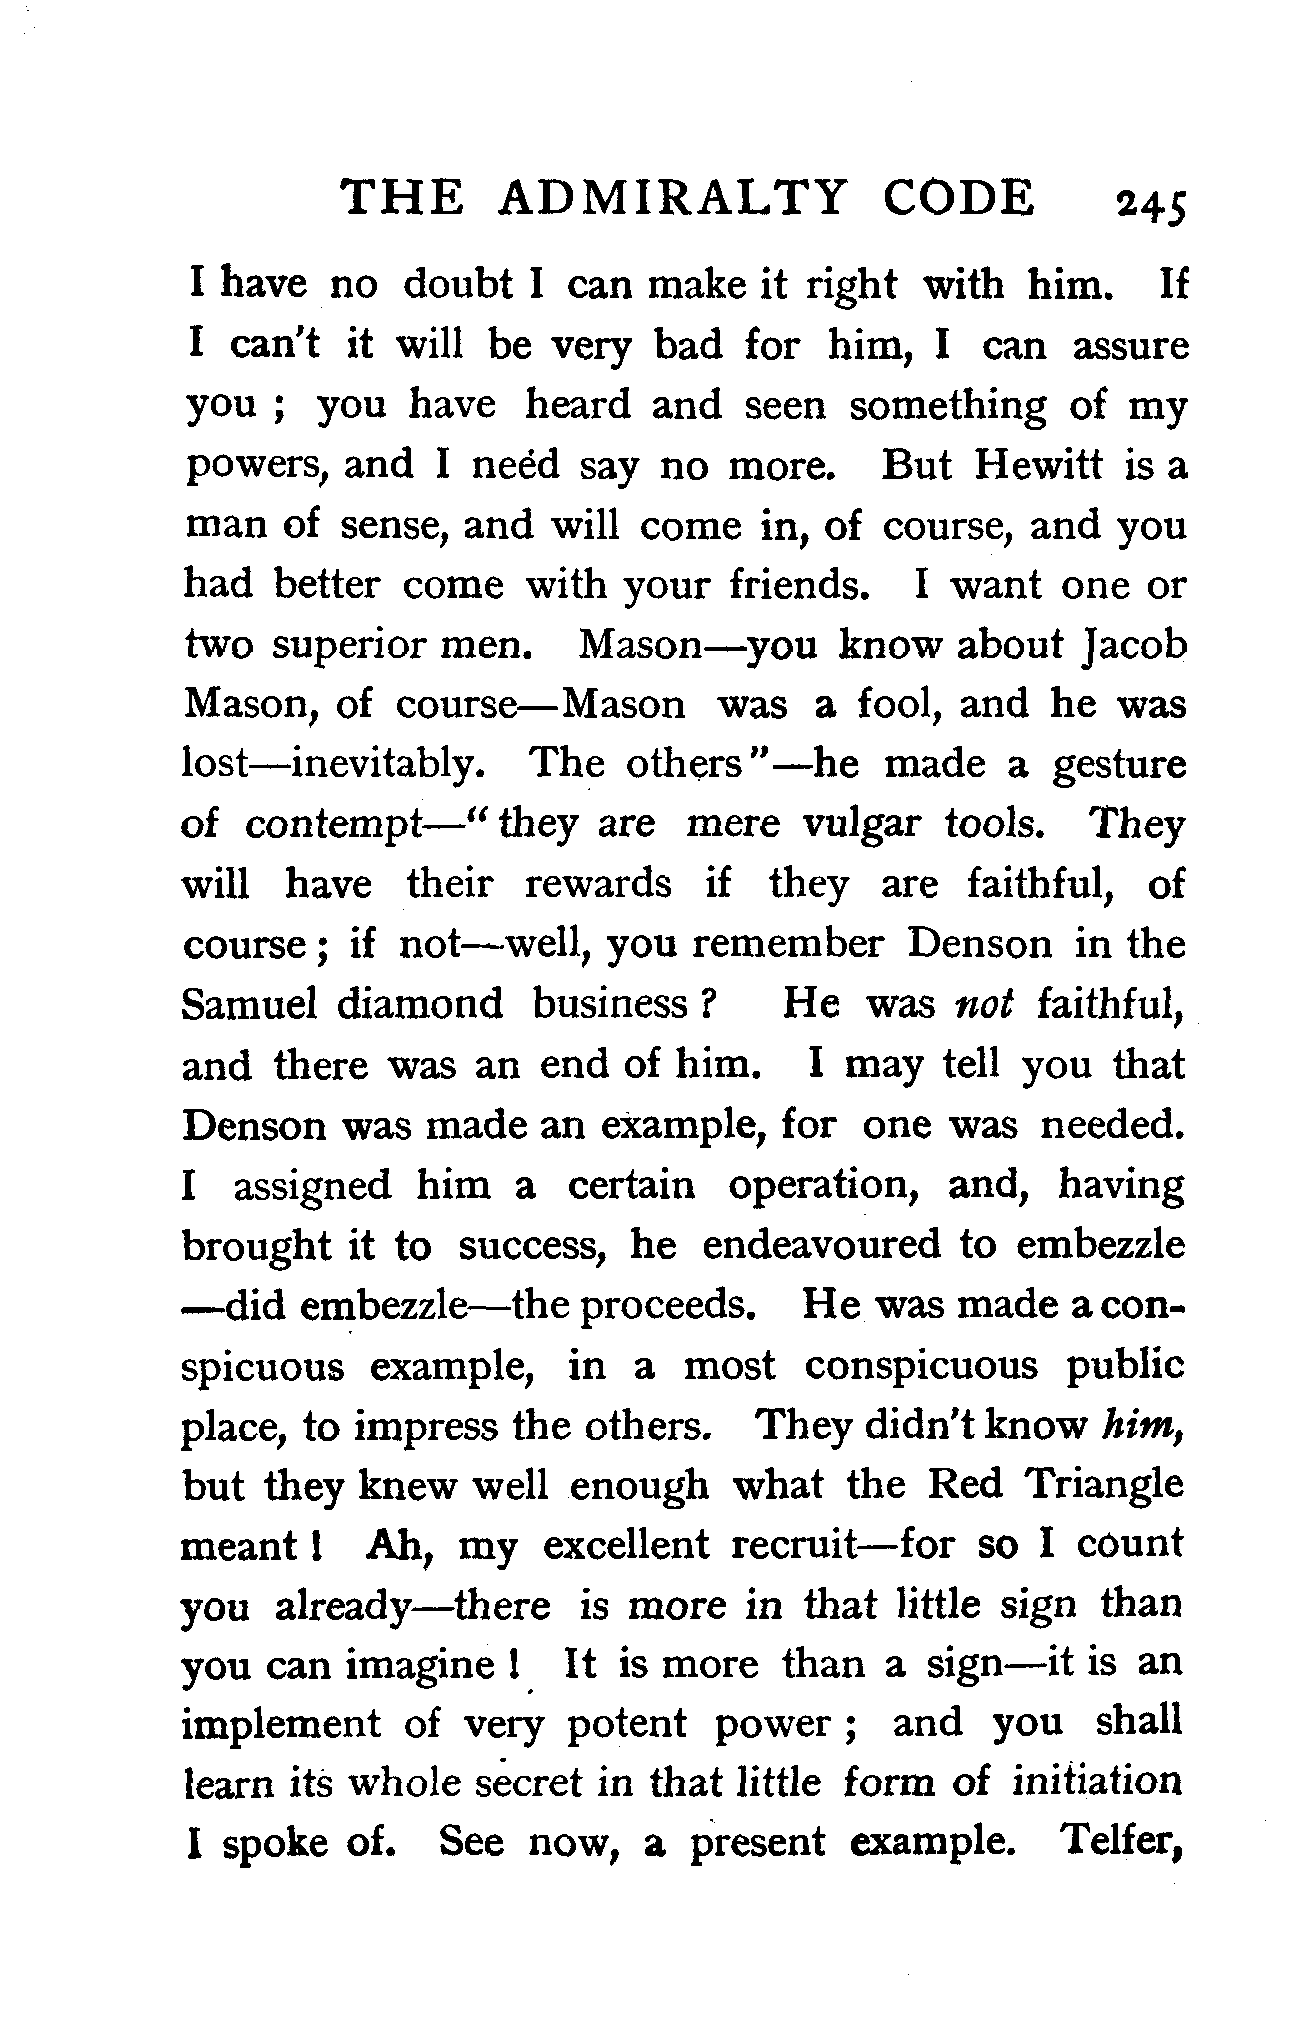 THE ADMIRALTY CODE 245
I have no doubt I can make it right with him. If
I can't it will be very bad for him, I can assure
you ; you have heard and seen something of my
powers, and I need say no more. But Hewitt is a
man of sense, and will come in, of course, and you
had better come with your friends. I want one or
two superior men. Mason—you know about Jacob
Mason, of course—Mason was a fool, and he was
lost—inevitably. The others"—he made a gesture
of contempt—"they are mere vulgar tools. They
will have their rewards if they are faithful, of
course ; if not—well, you remember Denson in the
Samuel diamond business ? He was not faithful,
and there was an end of him. I may tell you that
Denson was made an example, for one was needed.
I assigned him a certain operation, and, having
brought it to success, he endeavoured to embezzle
—did embezzle—the proceeds. He was made a con-
spicuous example, in a most conspicuous public
place, to impress the others. They didn't know him,
but they knew well enough what the Red Triangle
meant ! Ah, my excellent recruit—for so I count
you already—there is more in that little sign than
you can imagine ! It is more than a sign—it is an
implement of very potent power ; and you shall
learn its whole secret in that little form of initiation
I spoke of. See now, a present example. Telfer,